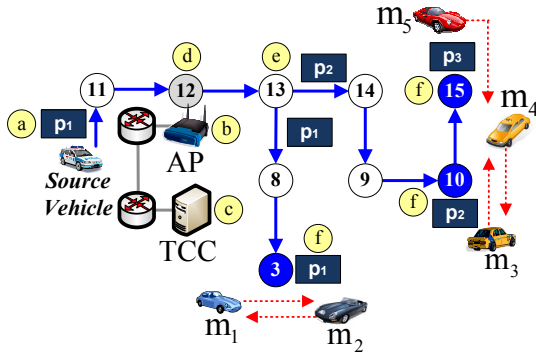 m5
d
e
p2
p3
11
12
13
14
f
15
m4
a
p1
b
p1
AP
Source
Vehicle
8
9
10
f
c
p2
TCC
f
m3
3
p1
m1
m2